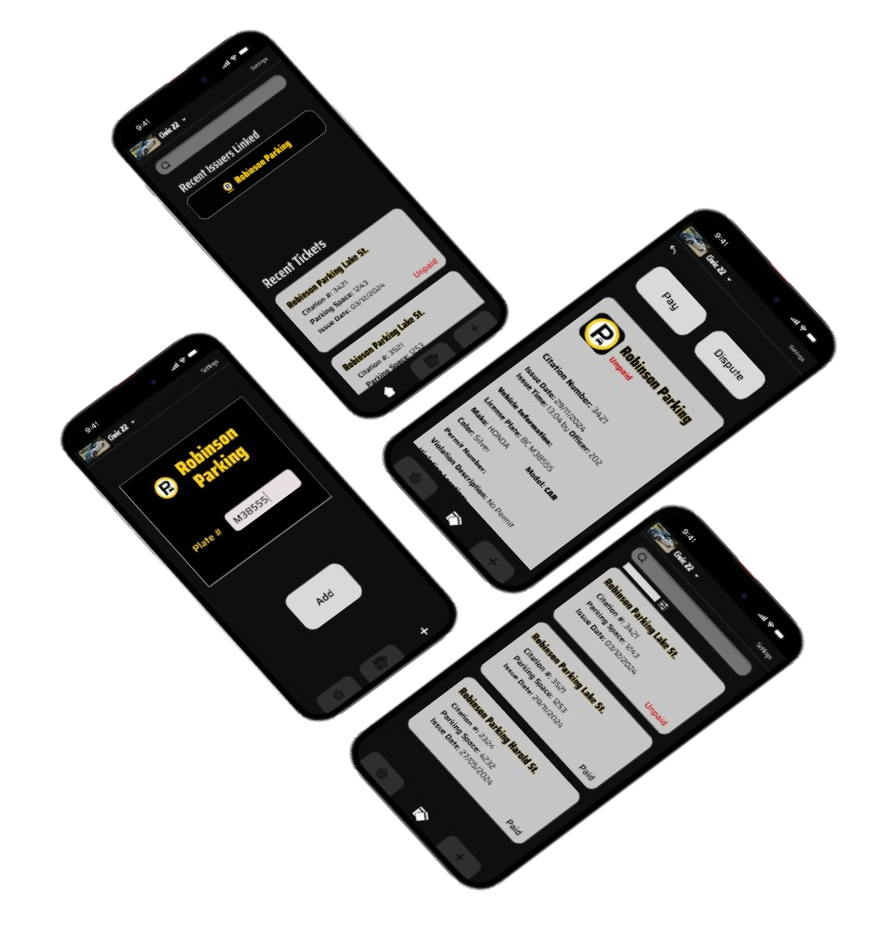 9:41
Civic 22
Settings
Recent Issuers Linked
Robinson Parking
Recent Tickets
Robinson Parking Lake St.
Citation #: 3421
Parking Space: 1243
Issue Date: 03/12/2024
Unpaid
Robinson Parking Lake St.
Citation #: 3521
Parking Space: 1253
9:41
Civic 22
Settings
Pay
Dispute
Robinson Parking
Unpaid
Citation Number: 3421
Issue Date: 29/11/2024
Issue Time: 13:04 by Officer: 202
Vehicle Information:
License Plate: BC M38555
Make: HONDA Model: CAR
Color: Silver
Permit Number:
Violation Description: No Permit
9:41
Civic 22
Settings
Robinson
Parking
Plate # M38555
Add
9:41
Civic 22
Settings
Robinson Parking Lake St.
Citation #: 3421
Parking Space: 1243
Issue Date: 03/12/2024
Unpaid
Robinson Parking Lake St.
Citation #: 3521
Parking Space: 1253
Issue Date: 29/11/2024
Paid
Robinson Parking Harold St.
Citation #: 2324
Parking Space: 4232
Issue Date: 27/05/2024
Paid